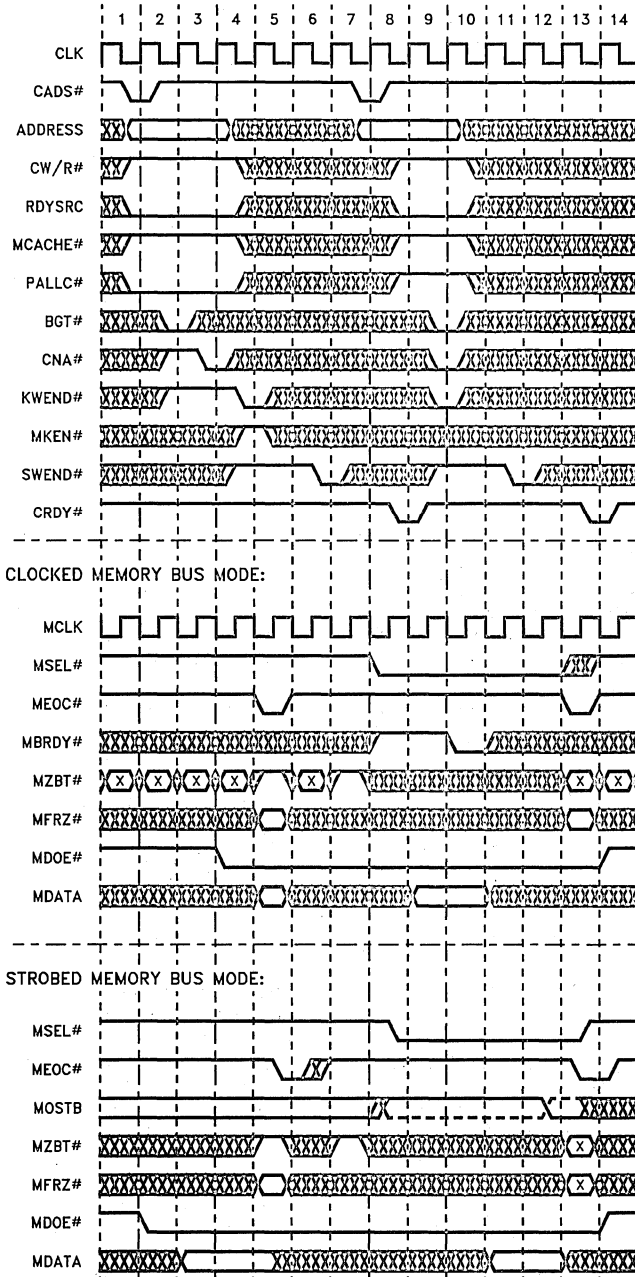 1 2 3 4 5 6 7 8 9 10 11 12 13 14
CLK
CADS#
ADDRESS
CW/R#
RDYSRC
MCACHE#
PALLC#
BGT#
CNA#
KWEND#
MKEN#
SWEND#
CRDY#
CLOCKED MEMORY BUS MODE:
MCLK
MSEL#
MEOC#
MBRDY#
MZBT# X X X X X X X
MFRZ#
MDOE#
MDATA
STROBED MEMORY BUS MODE:
MSEL#
MEOC#
MOSTB
MZBT# X
MFRZ# X
MDOE#
MDATA